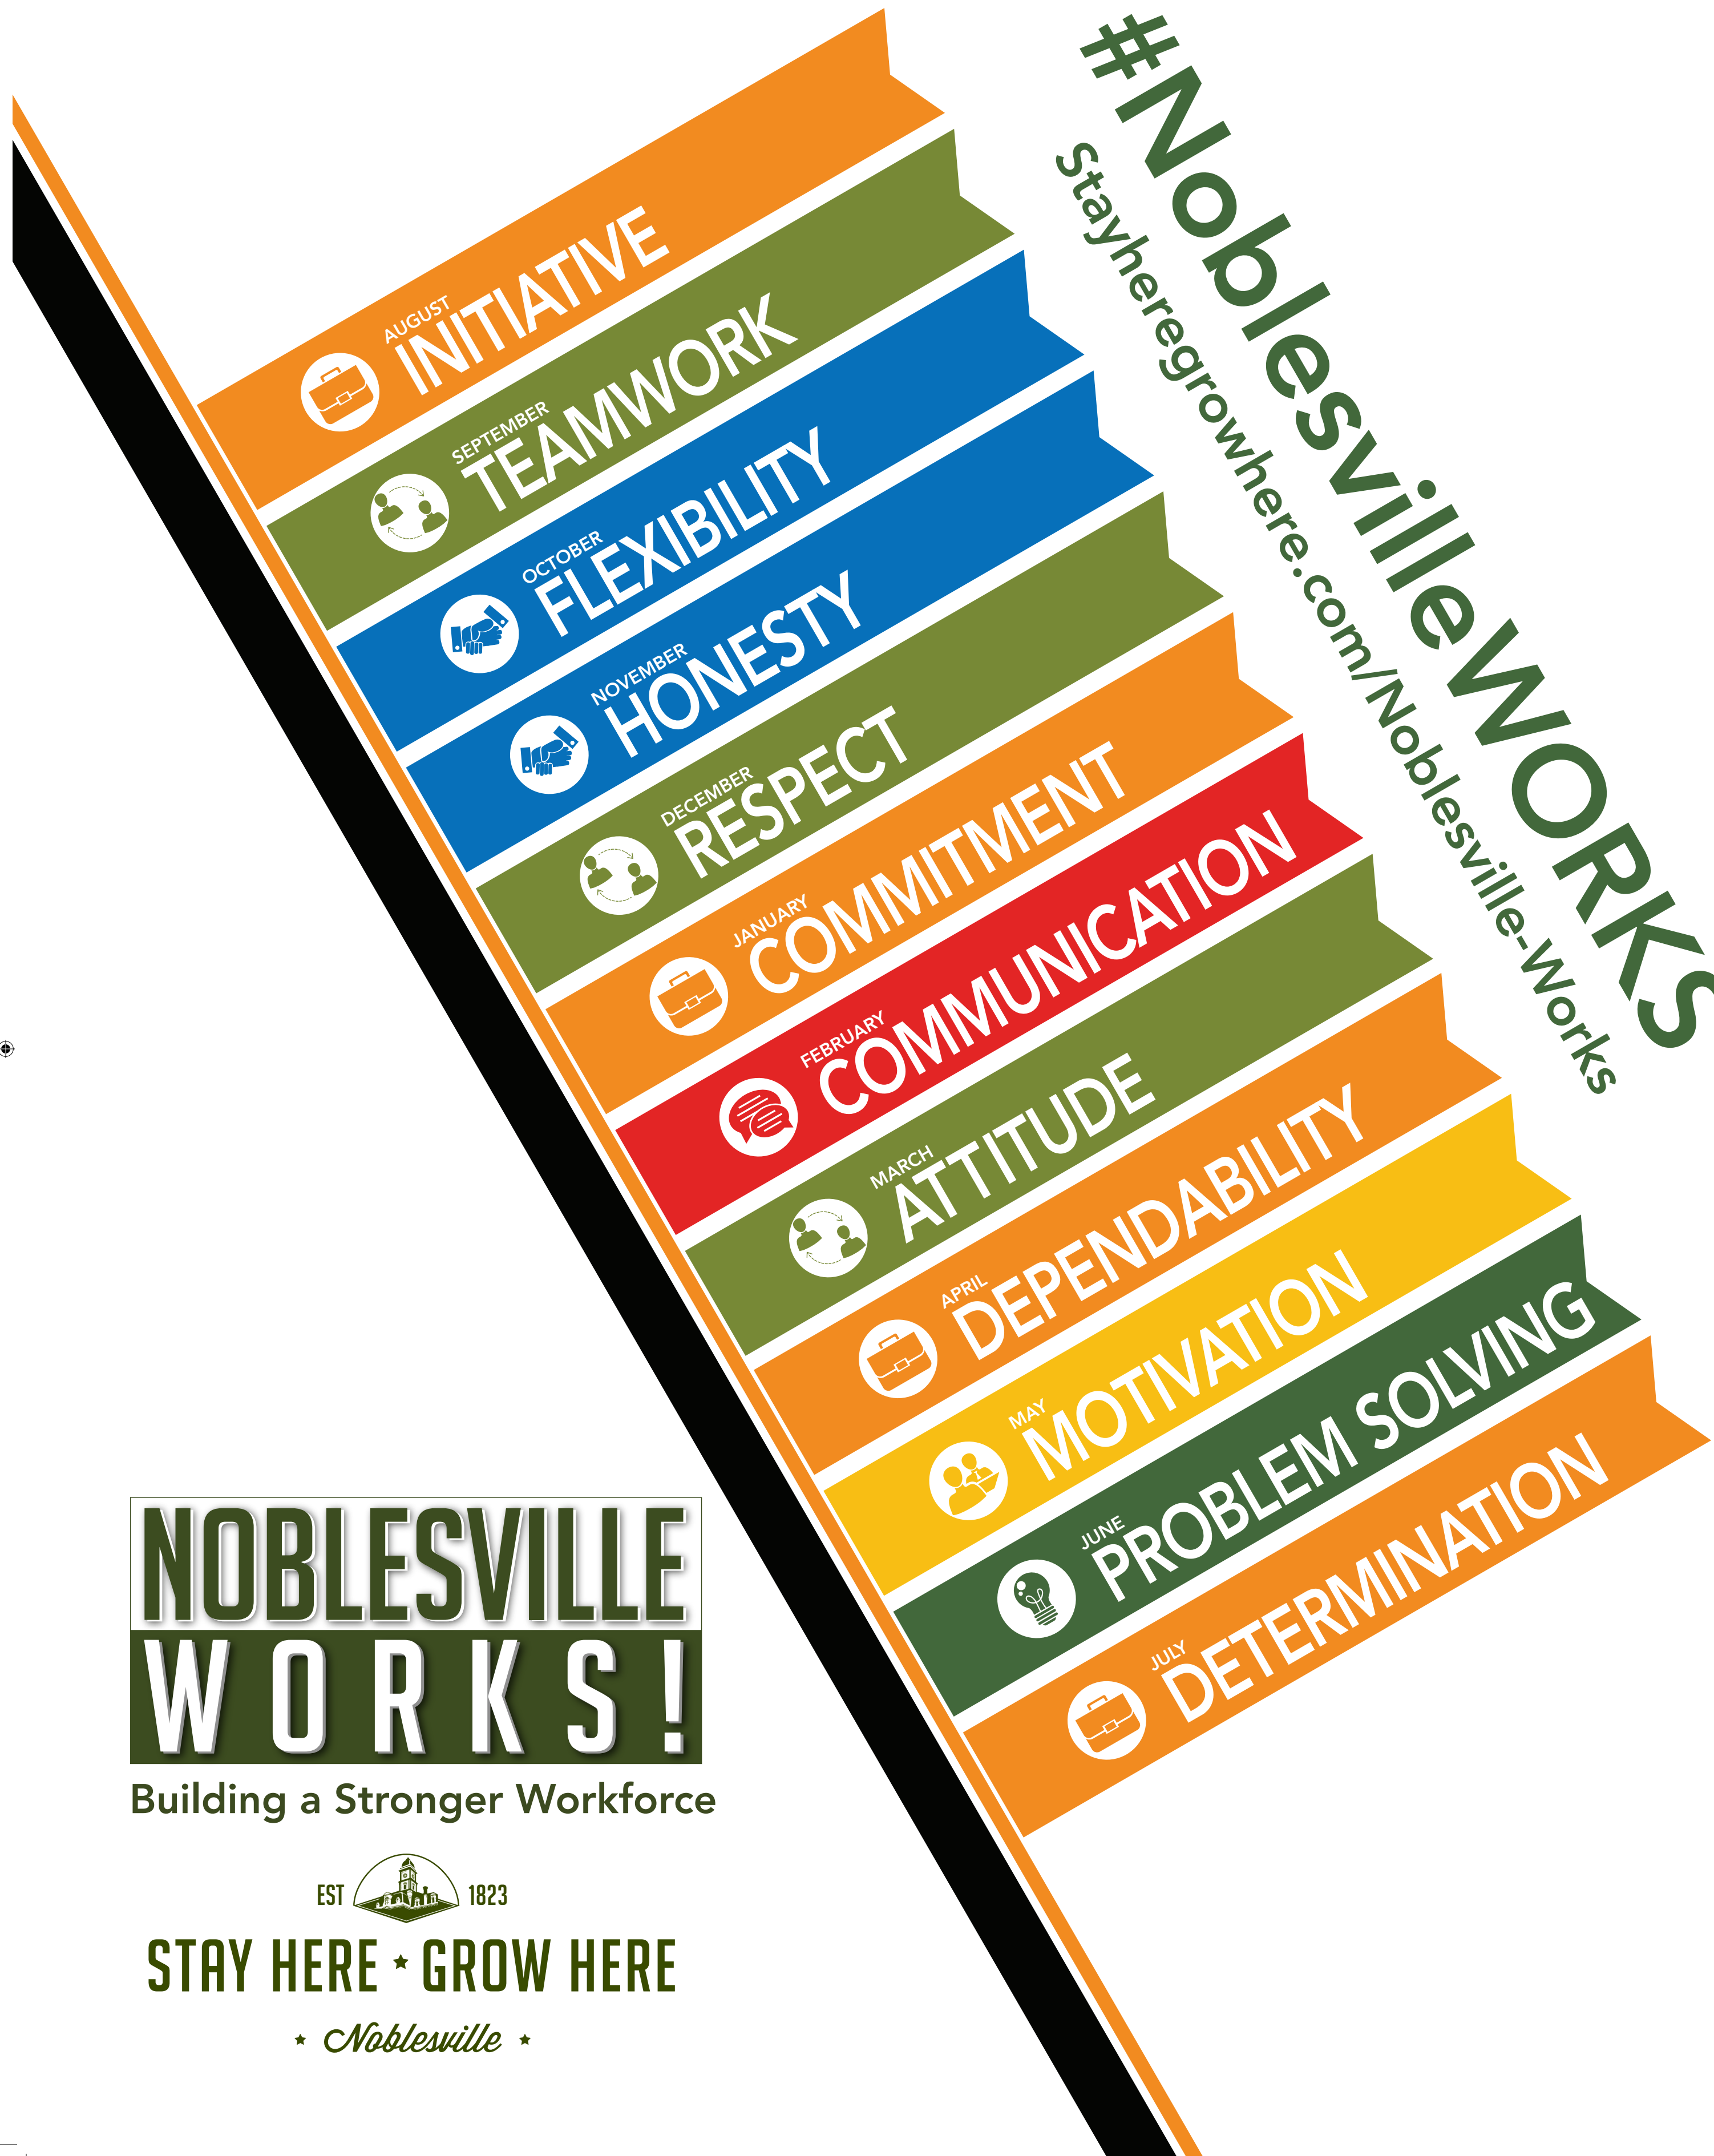 #NoblesvilleWORKS
Stayheregrowhere.com/Noblesville-Works
AUGUST
INITIATIVE
SEPTEMBER
TEAMWORK
OCTOBER
FLEXIBILITY
NOVEMBER
HONESTY
DECEMBER
RESPECT
JANUARY
COMMITMENT
FEBRUARY
COMMUNICATION
MARCH
ATTITUDE
APRIL
DEPENDABILITY
MAY
MOTIVATION
JUNE
PROBLEM SOLVING
JULY
DETERMINATION
NOBLESVILLE
WORKS!
Building a Stronger Workforce
EST 1823
STAY HERE ★ GROW HERE
★ Noblesville ★